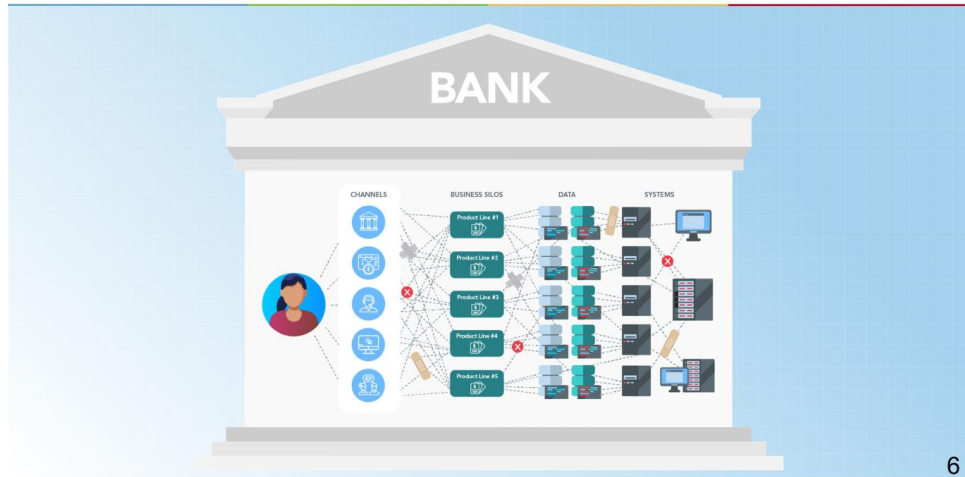 BANK
CHANNELS
BUSINESS SILOS
DATA
SYSTEMS
Product Line #1
Product Line #2
Product Line #3
Product Line #4
Product Line #5
6